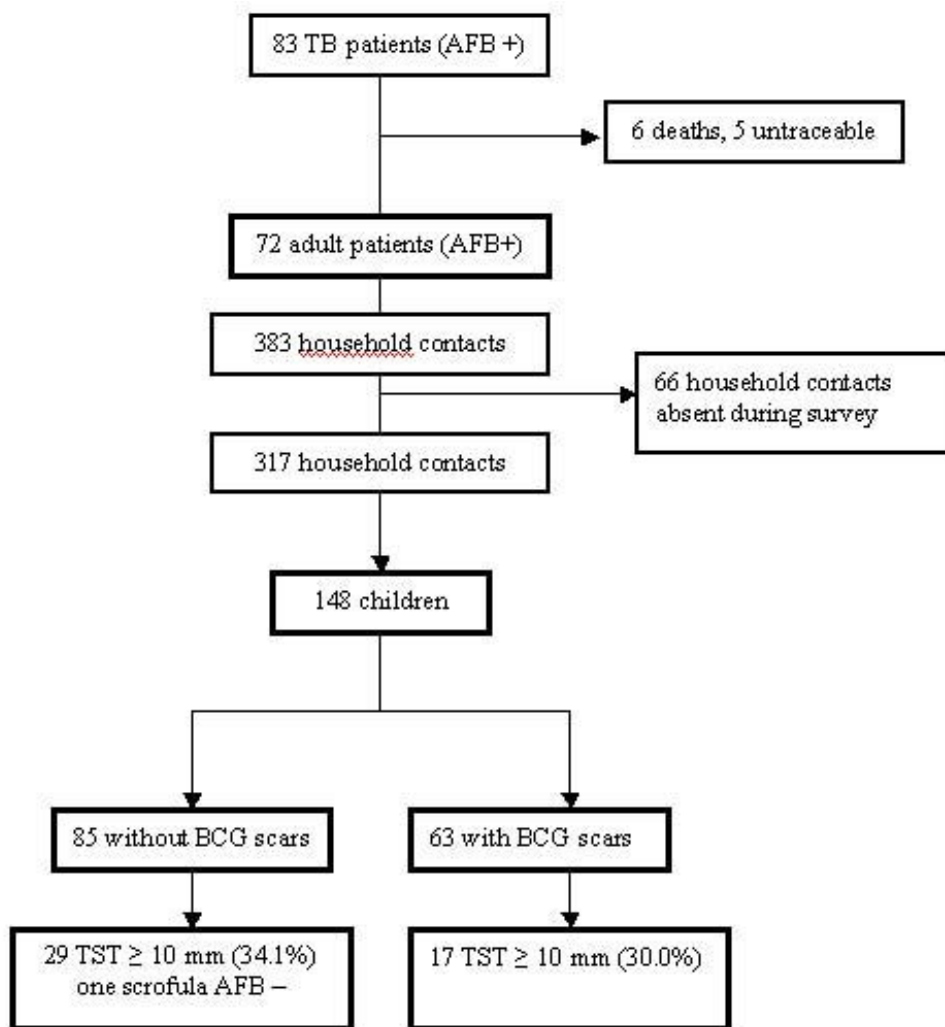 83 TB patients (AFB +)
6 deaths, 5 untraceable
72 adult patients (AFB+)
383 household contacts
66 household contacts
absent during survey
317 household contacts
148 children
85 without BCG scars
63 with BCG scars
29 TST ≥ 10 mm (34.1%)
one scrofula AFB –
17 TST ≥ 10 mm (30.0%)